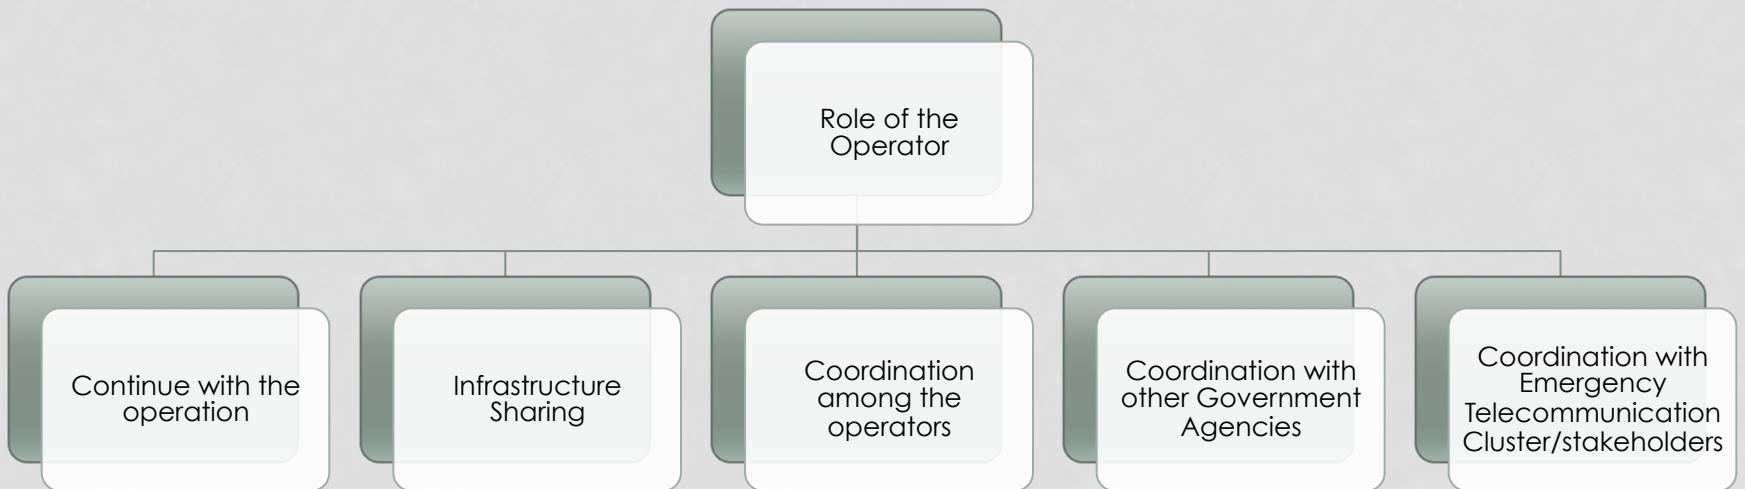 Role of the
Operator
Continue with the
operation
Infrastructure
Sharing
Coordination
among the
operators
Coordination with
other Government
Agencies
Coordination with
Emergency
Telecommunication
Cluster/stakeholders